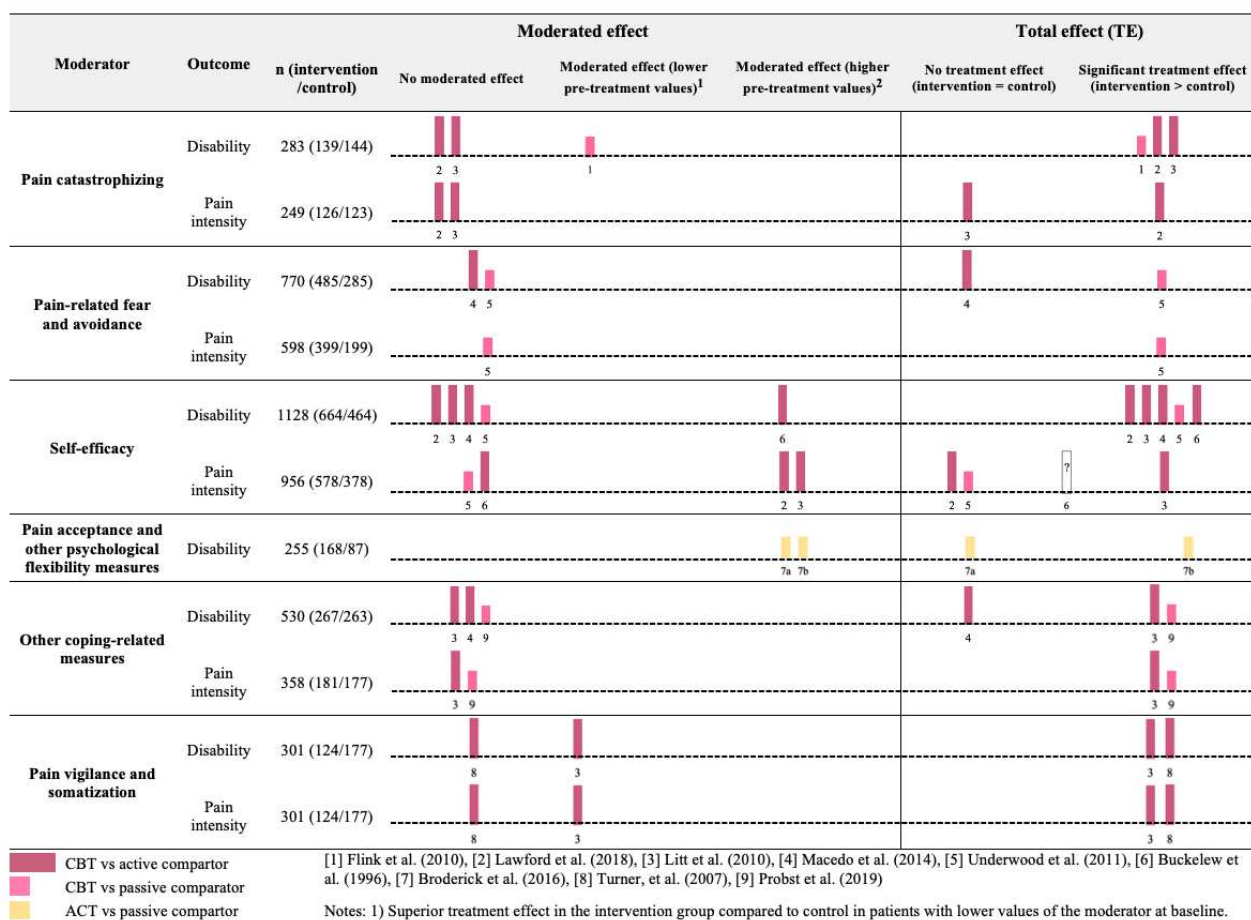 Moderated effect
Total effect (TE)
Moderator
Outcome
n (intervention
/control)
No moderated effect
Moderated effect (lower
pre-treatment values)1
Moderated effect (higher
pre-treatment values)2
No treatment effect
(intervention = control)
Significant treatment effect
(intervention > control)
Pain catastrophizing
Disability
283 (139/144)
2 3
1
1 2 3
Pain
intensity
249 (126/123)
2 3
3
2
Pain-related fear
and avoidance
Disability
770 (485/285)
4 5
4
5
Pain
intensity
598 (399/199)
5
5
Self-efficacy
Disability
1128 (664/464)
2 3 4 5
6
2 3 4 5 6
Pain
intensity
956 (578/378)
5 6
2 3
2 5
?
6
3
Pain acceptance and
other psychological
flexibility measures
Disability
255 (168/87)
7a 7b
7a
7b
Other coping-related
measures
Disability
530 (267/263)
3 4 9
4
3 9
Pain
intensity
358 (181/177)
3 9
3 9
Pain vigilance and
somatization
Disability
301 (124/177)
8
3
3 8
Pain
intensity
301 (124/177)
8
3
3 8
CBT vs active compartor
CBT vs passive comparator
ACT vs passive compartor
[1] Flink et al. (2010), [2] Lawford et al. (2018), [3] Litt et al. (2010), [4] Macedo et al. (2014), [5] Underwood et al. (2011), [6] Buckelew et
al. (1996), [7] Broderick et al. (2016), [8] Turner, et al. (2007), [9] Probst et al. (2019)
Notes: 1) Superior treatment effect in the intervention group compared to control in patients with lower values of the moderator at baseline.